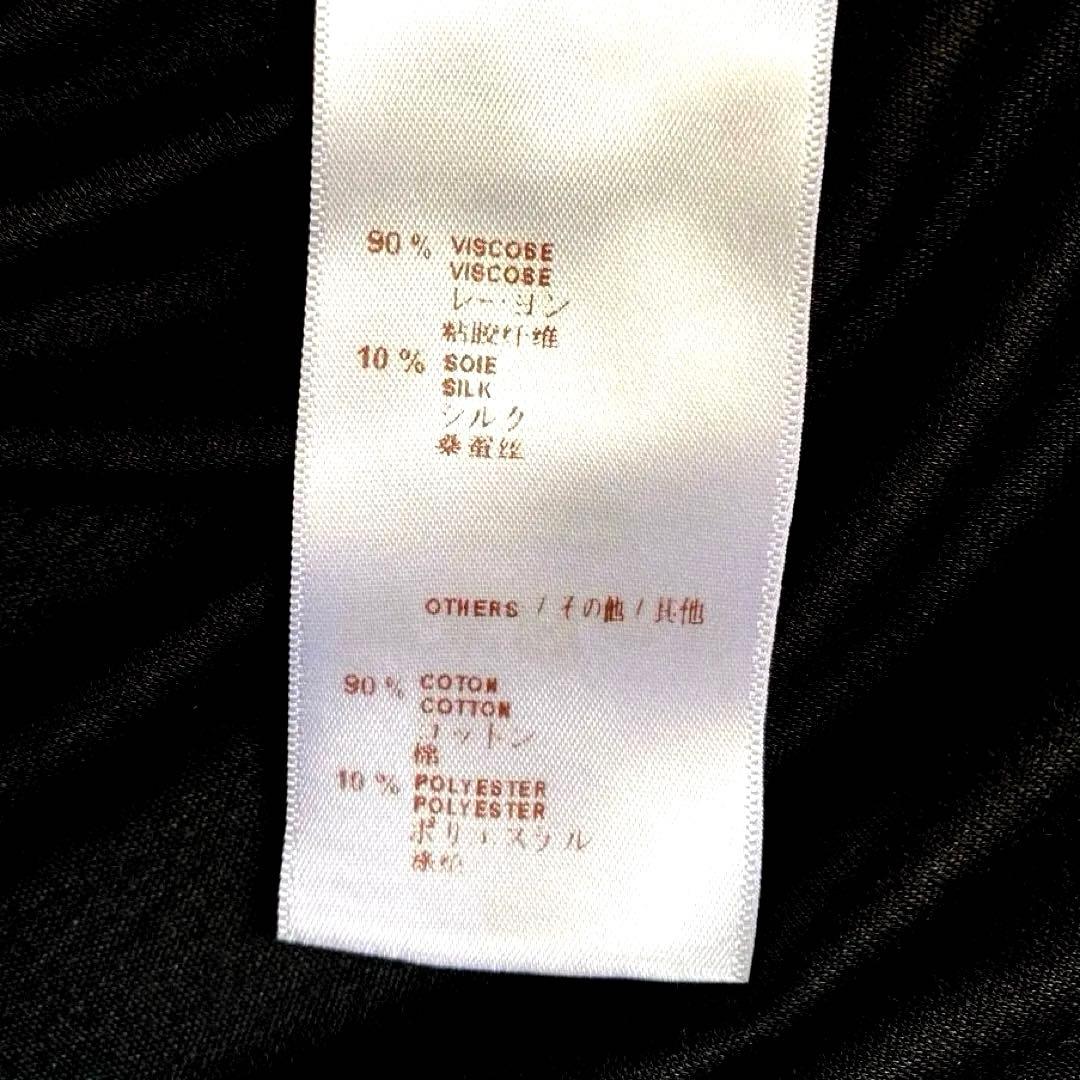 90 % VISCOSE
VISCOSE
レーヨン
粘胶纤维
10 % SOIE
SILK
シルク
桑蚕丝
OTHERS / その他 / 其他
90 % COTON
COTTON
コットン
棉
10 % POLYESTER
POLYESTER
ポリエステル